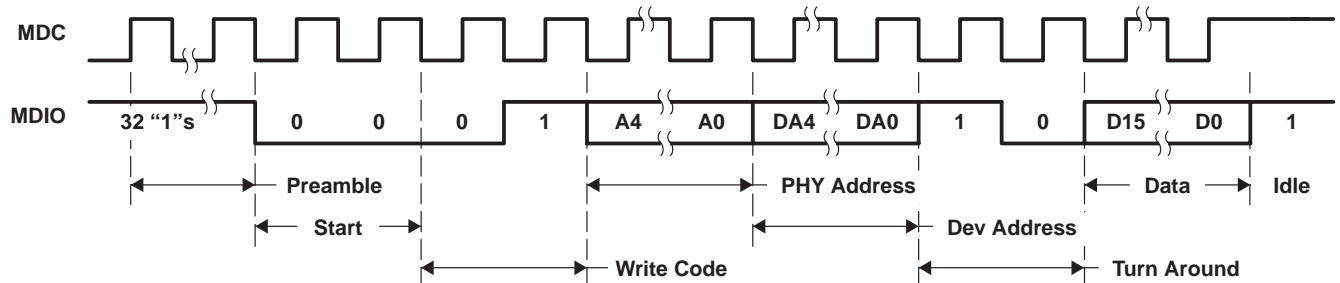 MDC
MDIO
32 “1”s 0 0 0 1 A4 A0 DA4 DA0 1 0 D15 D0 1
Preamble PHY Address Data Idle
Start Dev Address
Write Code Turn Around